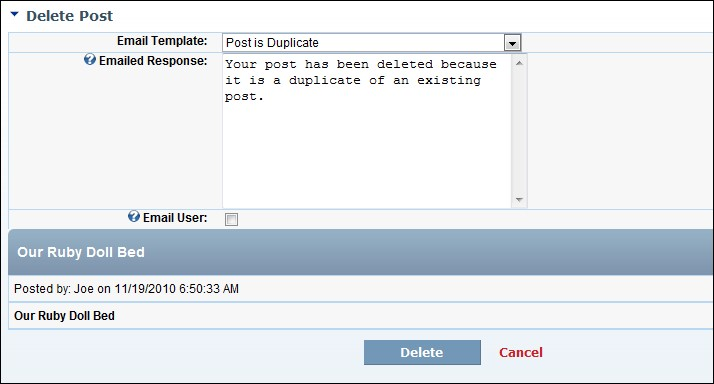 Delete Post
Email Template: Post is Duplicate
Emailed Response: Your post has been deleted because
it is a duplicate of an existing
post.
Email User:
Our Ruby Doll Bed
Posted by: Joe on 11/19/2010 6:50:33 AM
Our Ruby Doll Bed
Delete Cancel